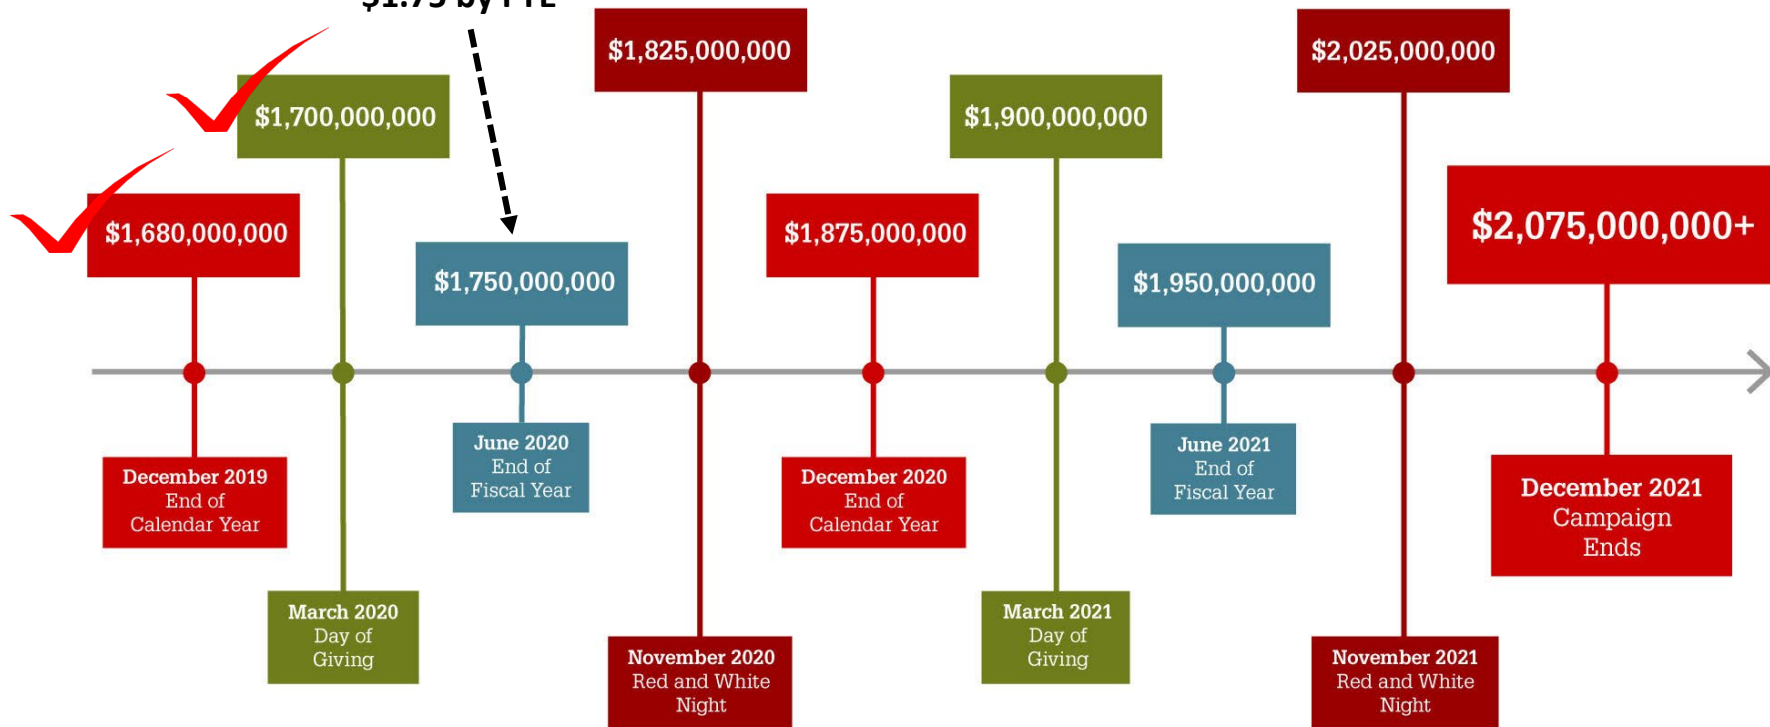 $1.75 by FYE
$1,825,000,000
$2,025,000,000
$1,700,000,000
$1,900,000,000
$1,680,000,000
$1,875,000,000
$2,075,000,000+
$1,750,000,000
$1,950,000,000
December 2019
End of
Calendar Year
March 2020
Day of
Giving
June 2020
End of
Fiscal Year
November 2020
Red and White
Night
December 2020
End of
Calendar Year
March 2021
Day of
Giving
June 2021
End of
Fiscal Year
November 2021
Red and White
Night
December 2021
Campaign
Ends